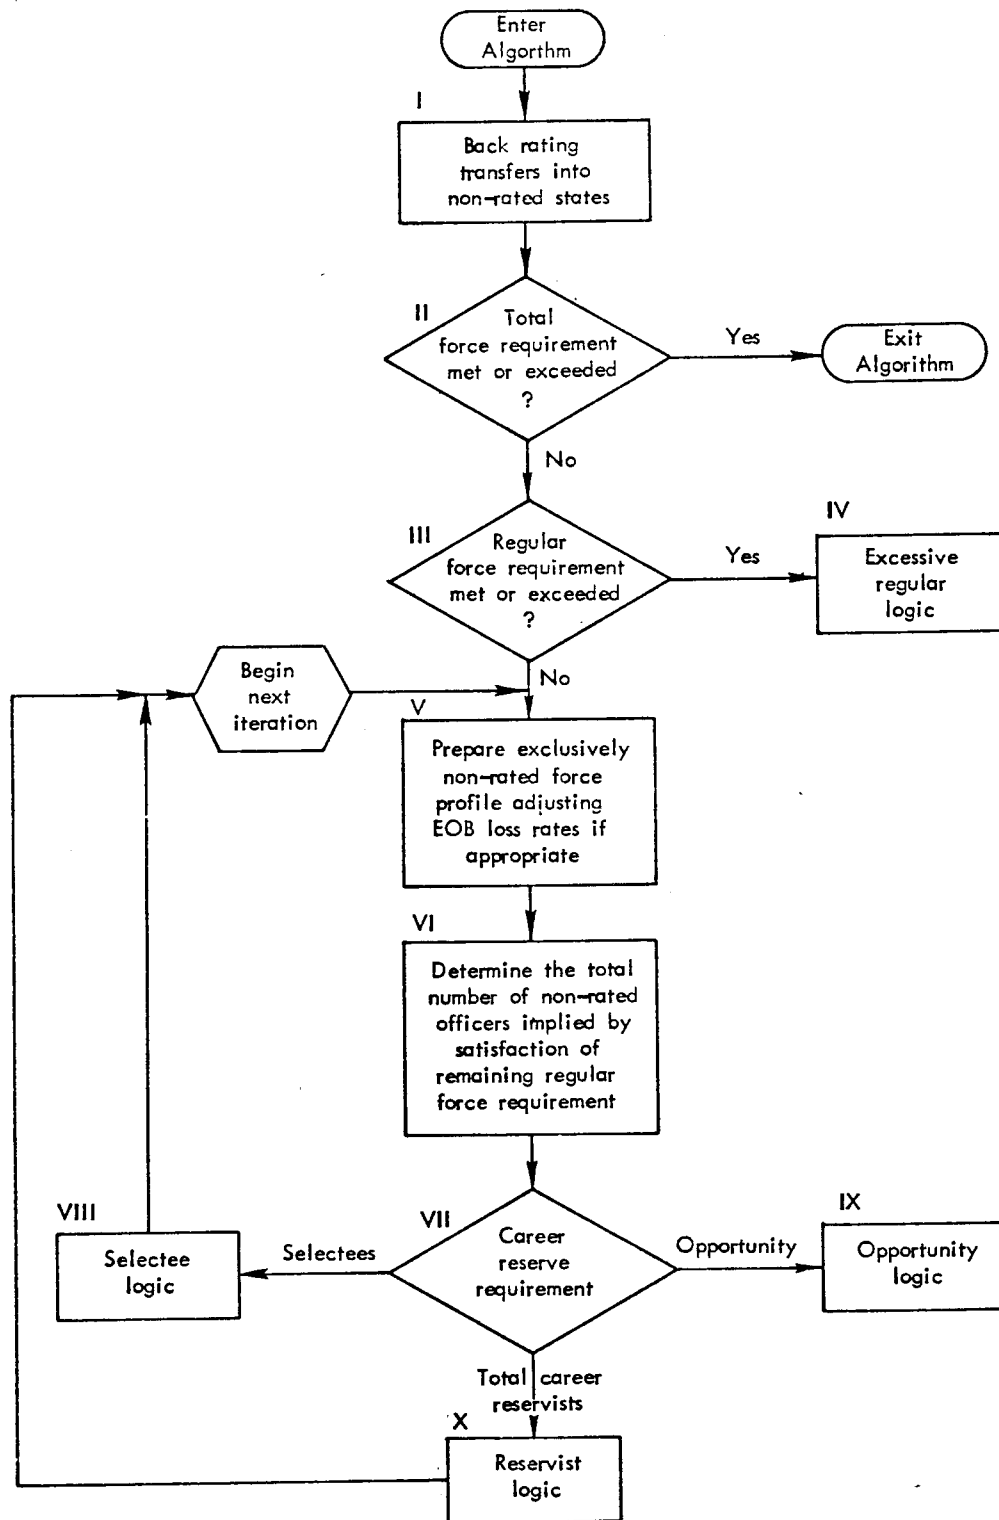 Enter
Algorthm
I
Back rating
transfers into
non-rated states
II
Total
force requirement
met or exceeded
?
Yes
Exit
Algorithm
No
III
Regular
force requirement
met or exceeded
?
Yes
IV
Excessive
regular
logic
No
Begin
next
iteration
V
Prepare exclusively
non-rated force
profile adjusting
EOB loss rates if
appropriate
VI
Determine the total
number of non-rated
officers implied by
satisfaction of
remaining regular
force requirement
VII
Career
reserve
requirement
Selectees
VIII
Selectee
logic
Opportunity
IX
Opportunity
logic
Total career
reservists
X
Reservist
logic